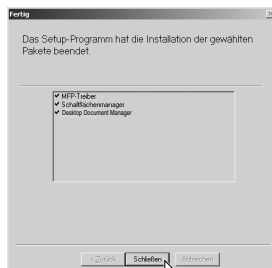 Fertig
Das Setup-Programm hat die Installation der gewählten
Pakete beendet.
✔ MFP-Treiber
✔ Schaltflächenmanager
✔ Desktop Document Manager
<Zurück Schließen Abbrechen